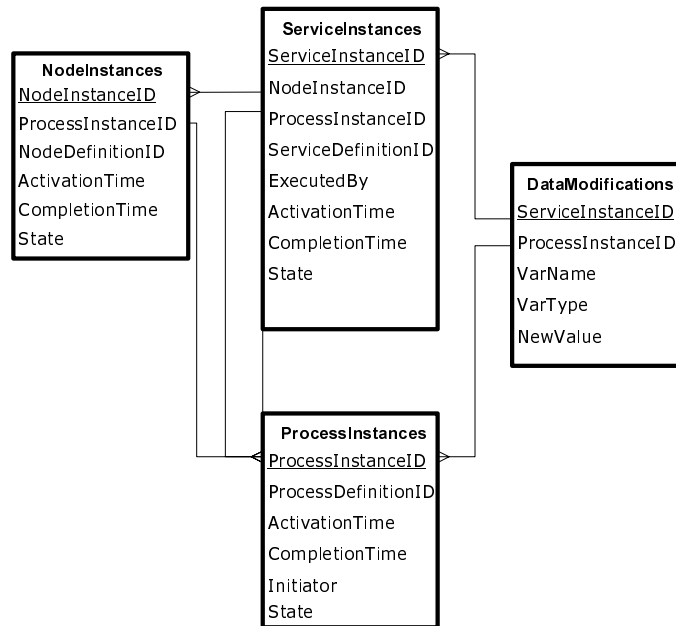 NodeInstances
NodeInstanceID
ProcessInstanceID
NodeDefinitionID
ActivationTime
CompletionTime
State
ServiceInstances
ServiceInstanceID
NodeInstanceID
ProcessInstanceID
ServiceDefinitionID
ExecutedBy
ActivationTime
CompletionTime
State
DataModifications
ServiceInstanceID
ProcessInstanceID
VarName
VarType
NewValue
ProcessInstances
ProcessInstanceID
ProcessDefinitionID
ActivationTime
CompletionTime
Initiator
State